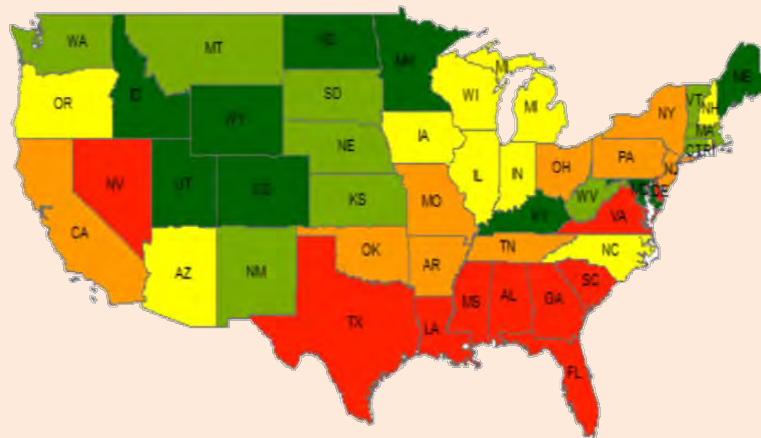 WA
MT
ND
MN
ME
OR
ID
WY
SD
WI
MI
MI
NY
VT
NH
MA
CT RI
NV
UT
CO
NE
IA
IL
IN
OH
PA
NJ
CA
KS
MO
KY
WV
MD
DE
VA
AZ
NM
OK
AR
TN
NC
SC
TX
LA
MS
AL
GA
FL